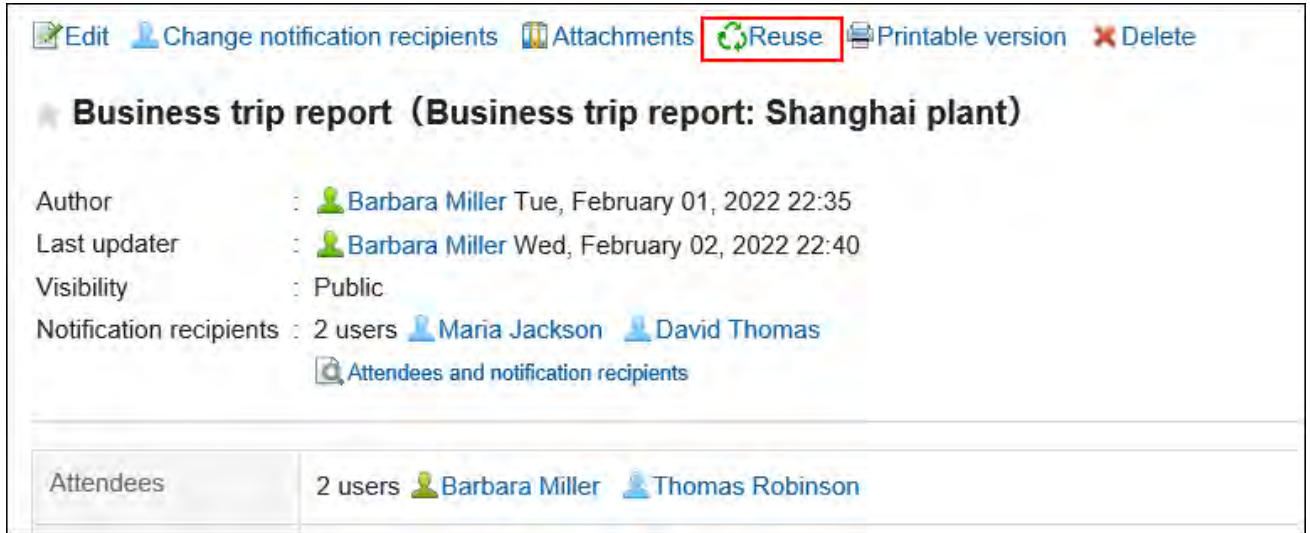 Edit Change notification recipients Attachments Reuse Printable version Delete
Business trip report（Business trip report: Shanghai plant）
Author : Barbara Miller Tue, February 01, 2022 22:35
Last updater : Barbara Miller Wed, February 02, 2022 22:40
Visibility : Public
Notification recipients : 2 users Maria Jackson David Thomas
Attendees and notification recipients
Attendees 2 users Barbara Miller Thomas Robinson